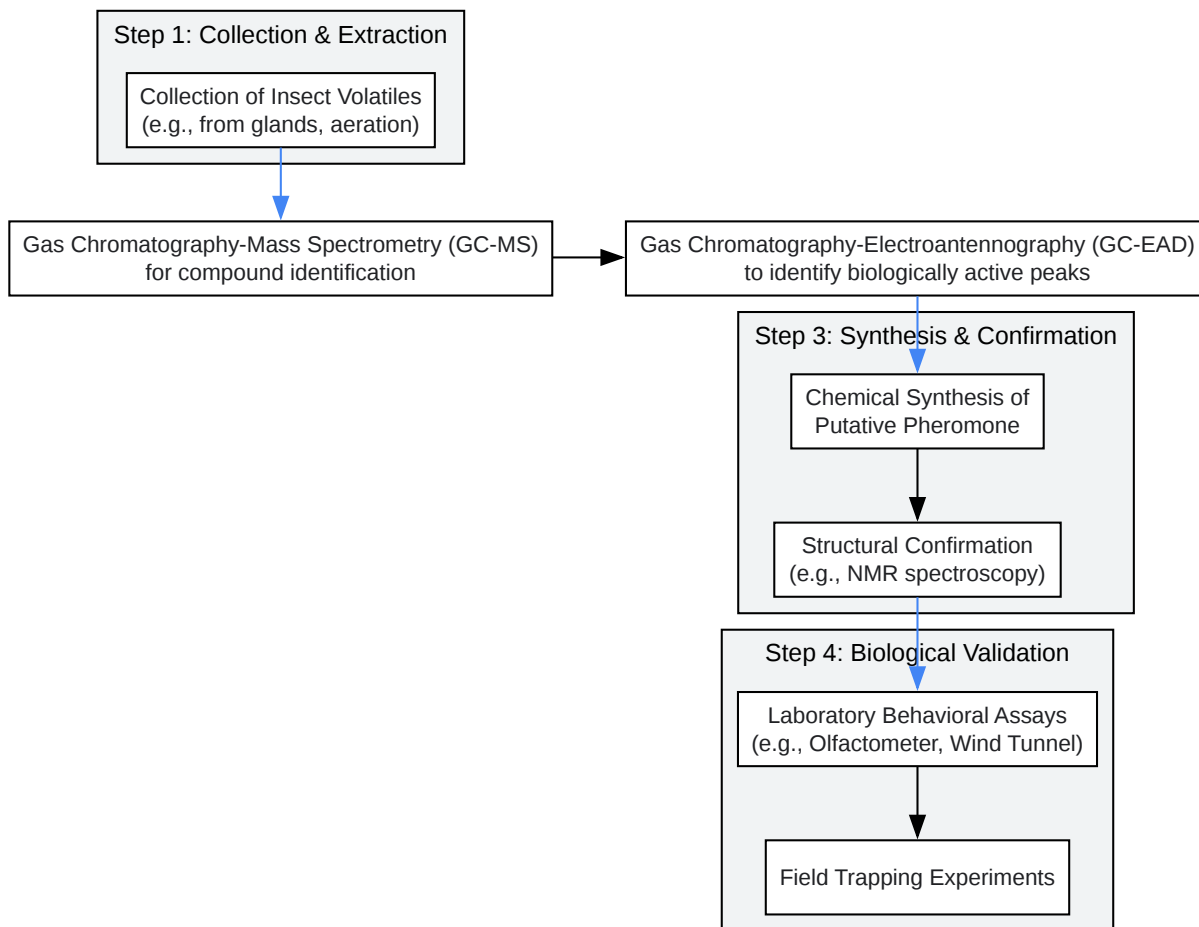 Step 1: Collection & Extraction
Collection of Insect Volatiles
(e.g., from glands, aeration)
Gas Chromatography-Mass Spectrometry (GC-MS)
for compound identification
Gas Chromatography-Electroantennography (GC-EAD)
to identify biologically active peaks
Step 3: Synthesis & Confirmation
Chemical Synthesis of
Putative Pheromone
Structural Confirmation
(e.g., NMR spectroscopy)
Step 4: Biological Validation
Laboratory Behavioral Assays
(e.g., Olfactometer, Wind Tunnel)
Field Trapping Experiments